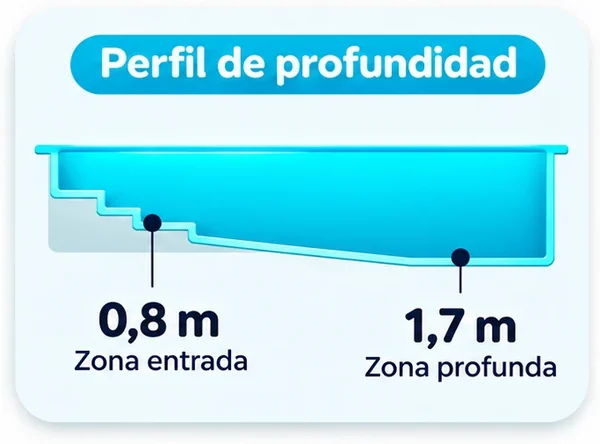 Perfil de profundidad
0,8 m
Zona entrada
1,7 m
Zona profunda